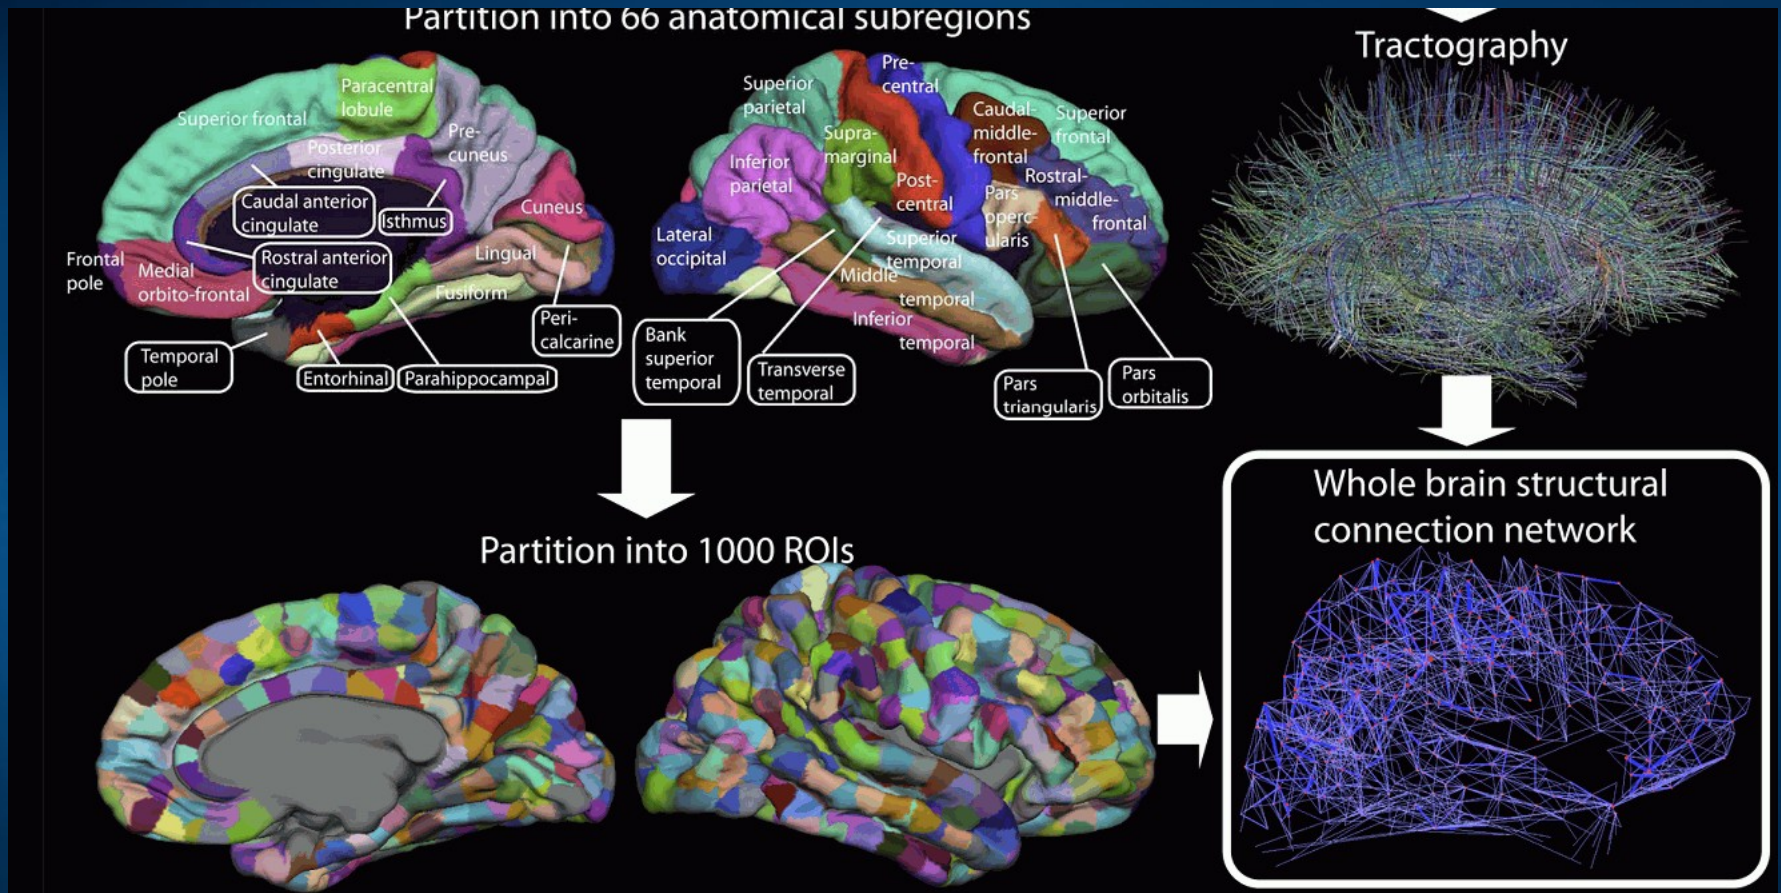 Partition into 66 anatomical subregions
Tractography
Paracentral
lobule
Superior frontal
Pre-
cuneus
Posterior
cingulate
Caudal anterior
cingulate
Isthmus
Cuneus
Rostral anterior
cingulate
Lingual
Frontal
pole
Medial
orbito-frontal
Fusiform
Peri-
calcarine
Temporal
pole
Entorhinal
Parahippocampal
Superior
parietal
Pre-
central
Caudal-
middle-
frontal
Superior
frontal
Supra-
marginal
Inferior
parietal
Post-
central
Pars
operc-
ularis
Rostral-
middle-
frontal
Lateral
occipital
Superior
temporal
Middle
temporal
Inferior
temporal
Bank
superior
temporal
Transverse
temporal
Pars
triangularis
Pars
orbitalis
Partition into 1000 ROIs
Whole brain structural
connection network